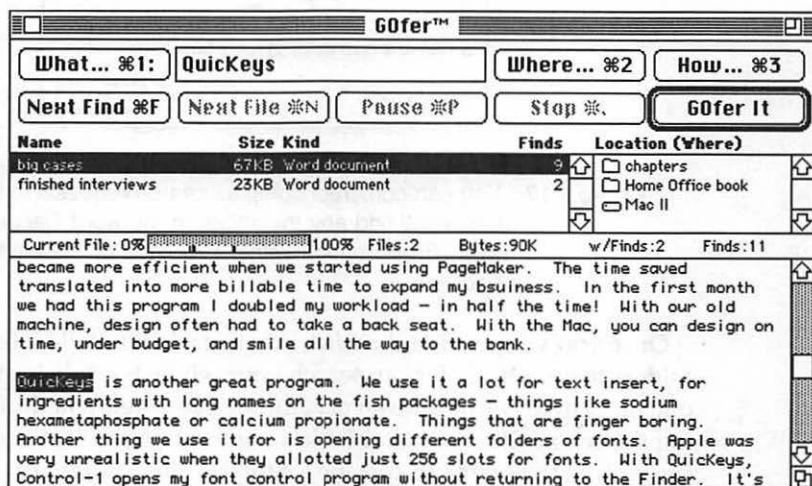 GOfer™
What... ⌘1: QuicKeys Where... ⌘2 How... ⌘3
Next Find ⌘F Next File ⌘N Pause ⌘P Stop ⌘. GOfer It
Name Size Kind Finds Location (Where)
big cases 67KB Word document 9 chapters
finished interviews 23KB Word document 2 Home Office book
Mac II
Current File: 0% 100% Files:2 Bytes:90K w/Finds:2 Finds:11
became more efficient when we started using PageMaker. The time saved
translated into more billable time to expand my bsuiness. In the first month
we had this program I doubled my workload – in half the time! With our old
machine, design often had to take a back seat. With the Mac, you can design on
time, under budget, and smile all the way to the bank.
QuicKeys is another great program. We use it a lot for text insert, for
ingredients with long names on the fish packages – things like sodium
hexametaphosphate or calcium propionate. Things that are finger boring.
Another thing we use it for is opening different folders of fonts. Apple was
very unrealistic when they allotted just 256 slots for fonts. With QuicKeys,
Control-1 opens my font control program without returning to the Finder. It's